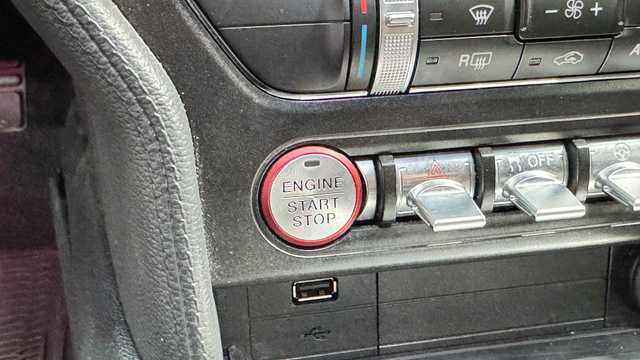 - +
R
A
ENGINE
START
STOP
OFF